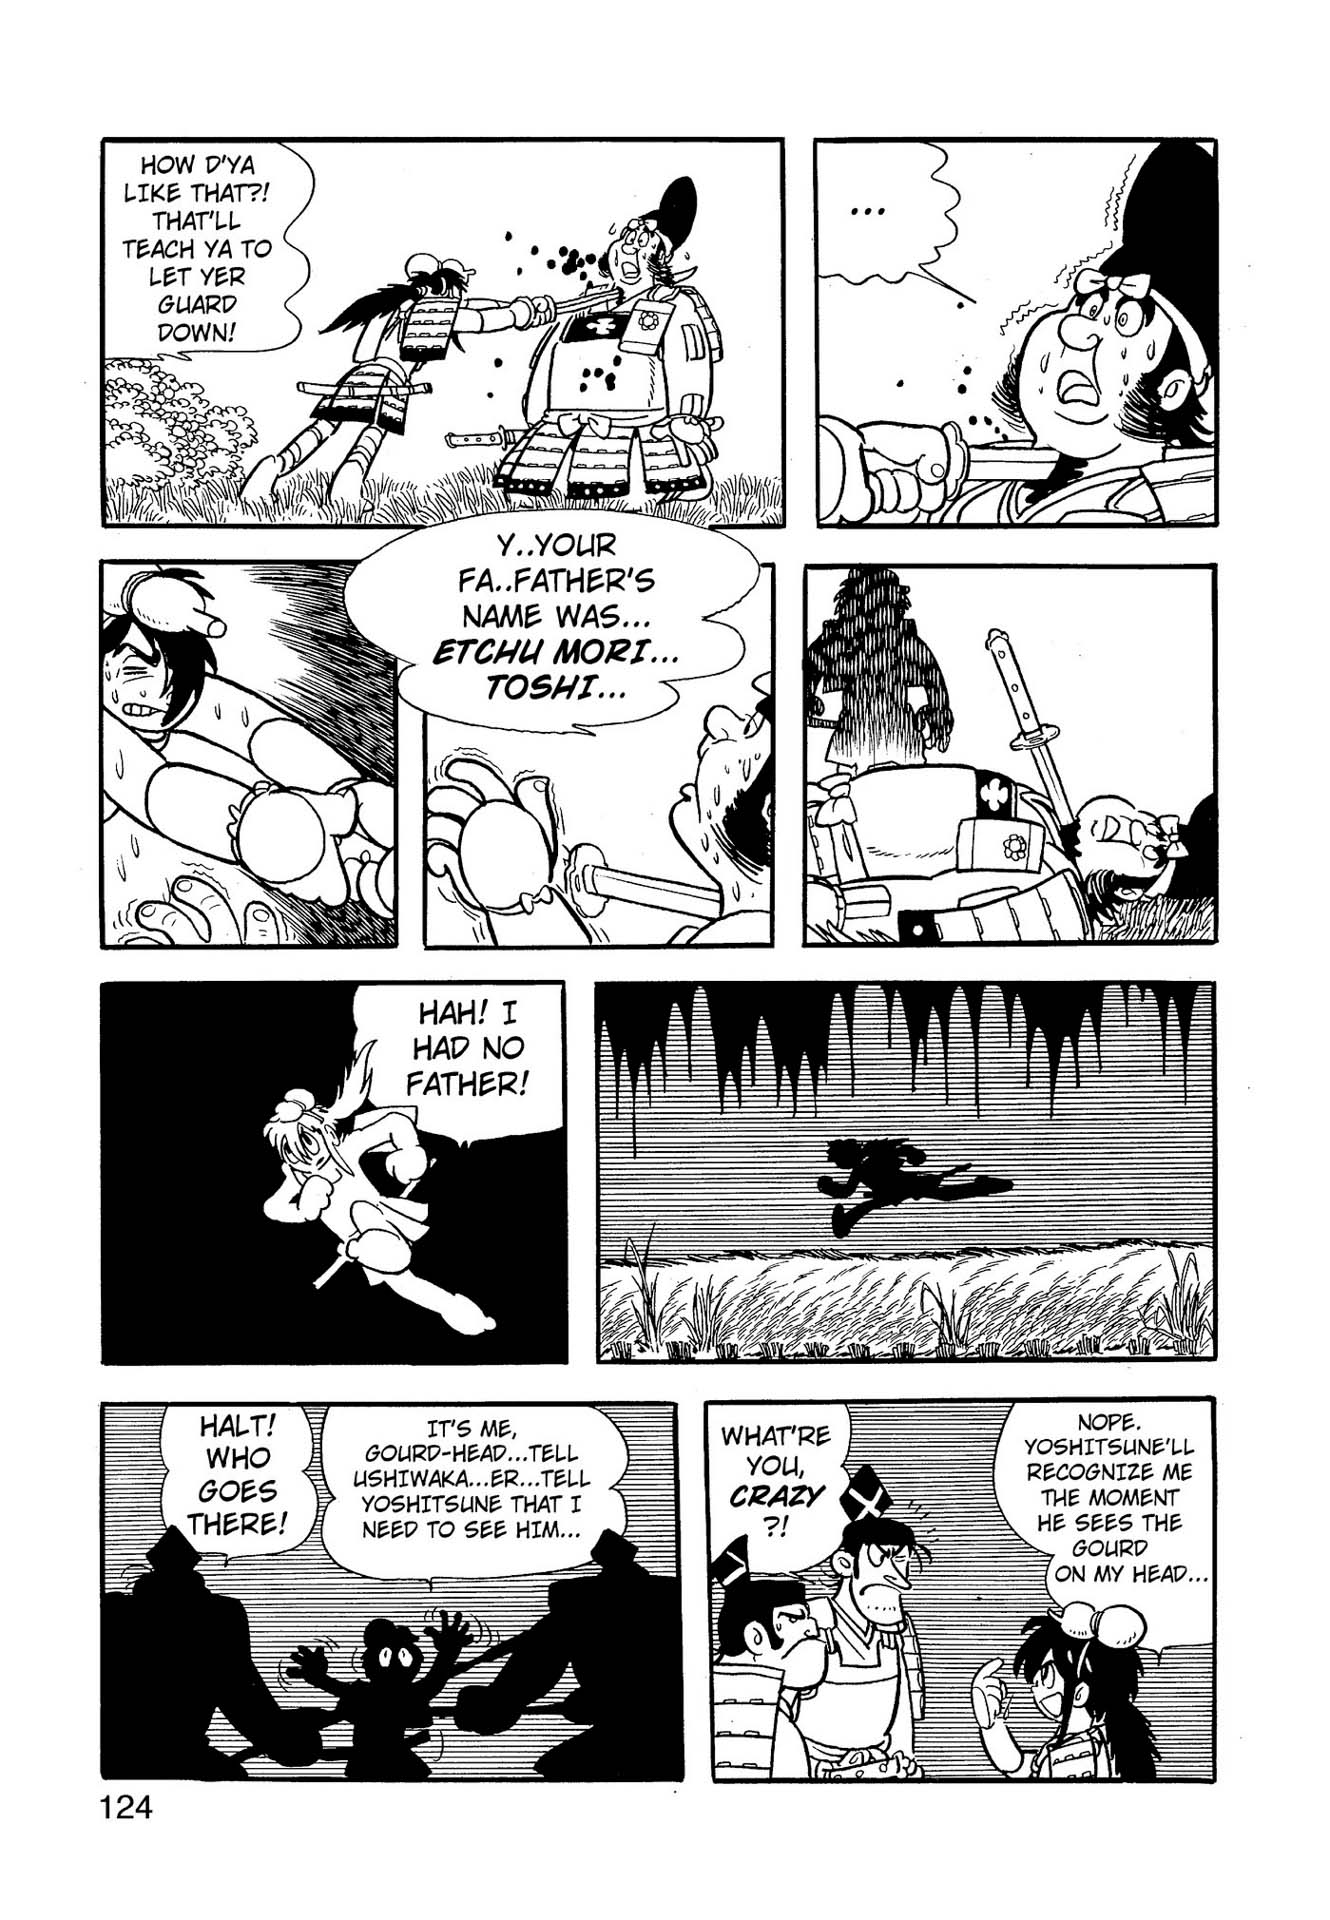 HOW D'YA
LIKE THAT?!
THAT'LL
TEACH YA TO
LET YER
GUARD
DOWN!
...
Y..YOUR
FA..FATHER'S
NAME WAS...
ETCHU MORI...
TOSHI...
HAH! I
HAD NO
FATHER!
HALT!
WHO
GOES
THERE!
IT'S ME,
GOURD-HEAD...TELL
USHIWAKA...ER...TELL
YOSHITSUNE THAT I
NEED TO SEE HIM...
WHAT'RE
YOU,
CRAZY
?!
NOPE.
YOSHITSUNE'LL
RECOGNIZE ME
THE MOMENT
HE SEES THE
GOURD
ON MY HEAD...
124